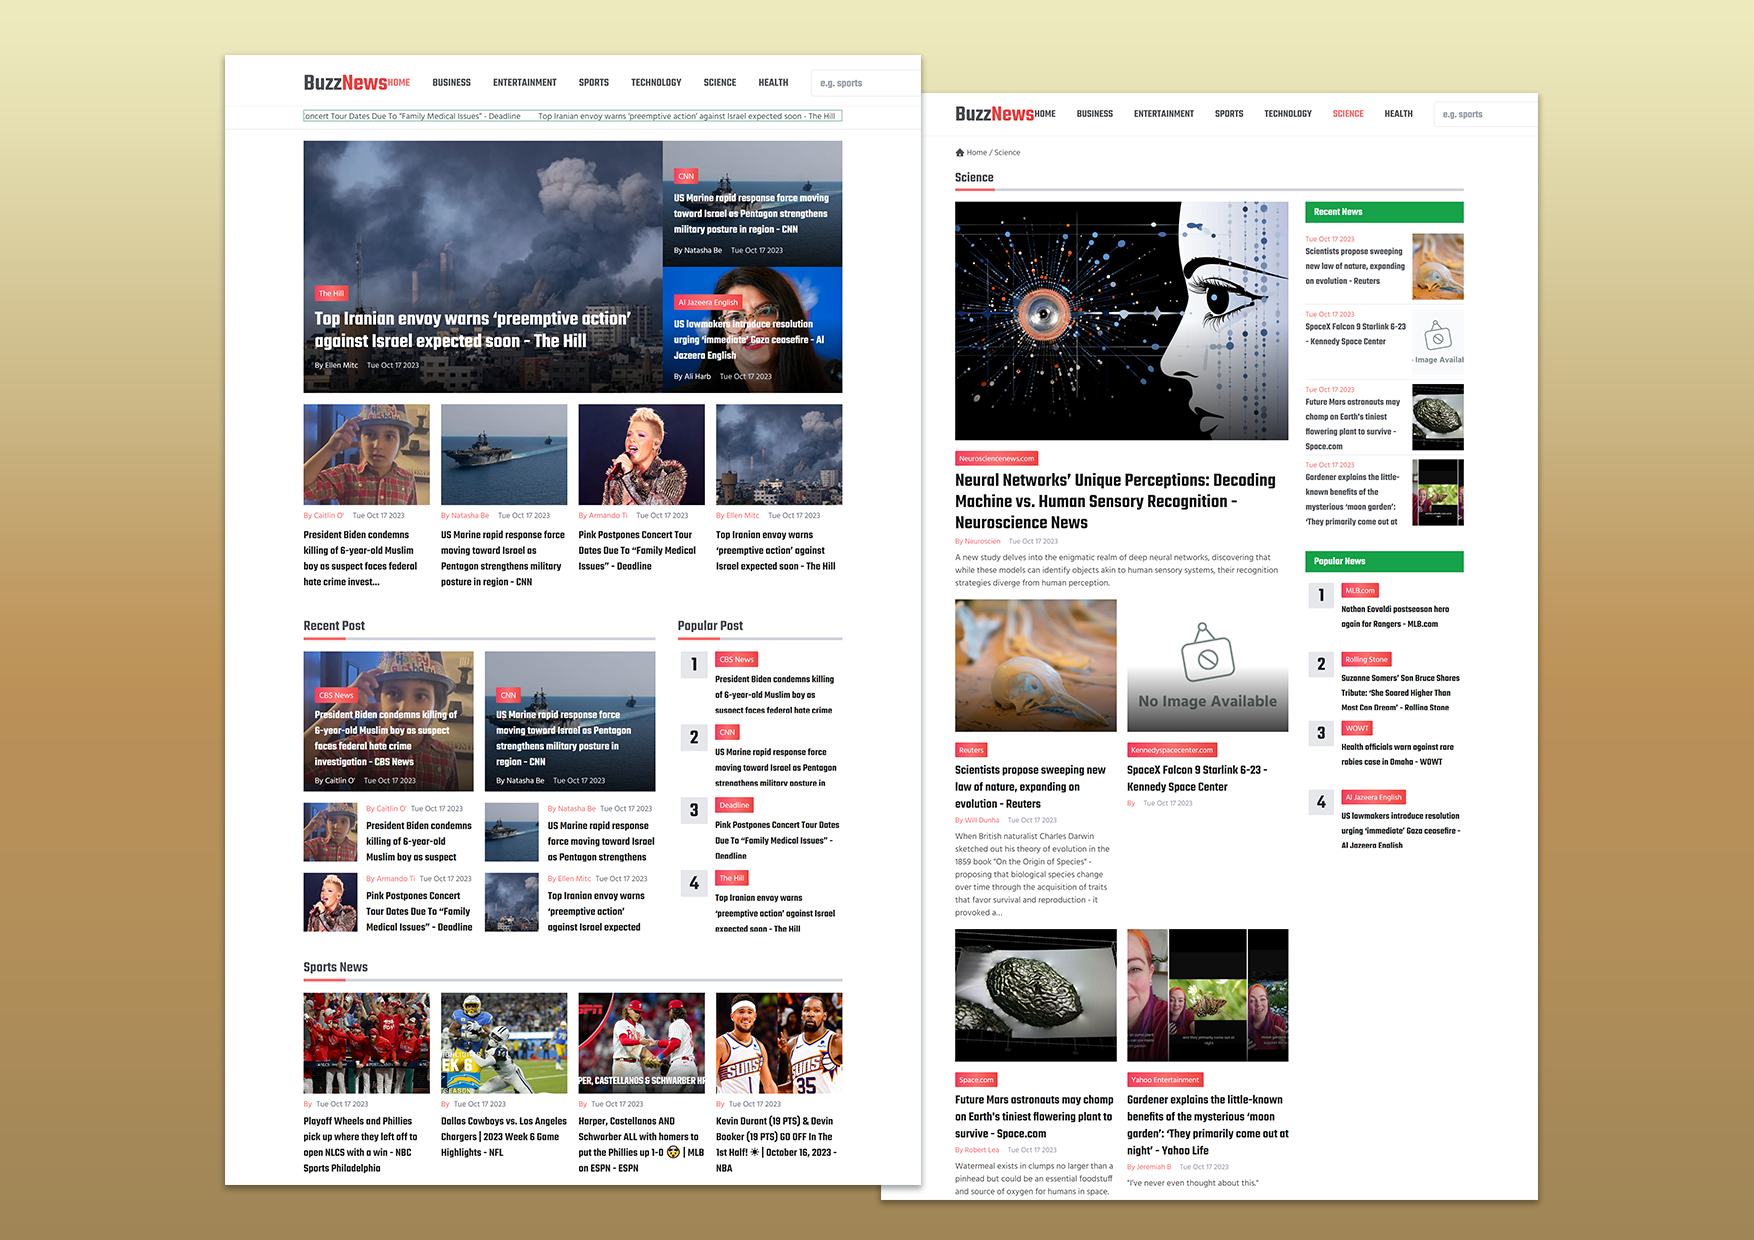 BuzzNews
HOME
BUSINESS
ENTERTAINMENT
SPORTS
TECHNOLOGY
SCIENCE
HEALTH
e.g. sports
oncert Tour Dates Due To “Family Medical Issues” - Deadline
Top Iranian envoy warns ‘preemptive action’ against Israel expected soon - The Hill
The Hill
Top Iranian envoy warns ‘preemptive action’
against Israel expected soon - The Hill
By Ellen Mitc Tue Oct 17 2023
CNN
US Marine rapid response force moving
toward Israel as Pentagon strengthens
military posture in region - CNN
By Natasha Be Tue Oct 17 2023
Al Jazeera English
US lawmakers introduce resolution
urging ‘immediate’ Gaza ceasefire - Al
Jazeera English
By Ali Harb Tue Oct 17 2023
By Caitlin O' Tue Oct 17 2023
President Biden condemns
killing of 6-year-old Muslim
boy as suspect faces federal
hate crime invest...
By Natasha Be Tue Oct 17 2023
US Marine rapid response force
moving toward Israel as
Pentagon strengthens military
posture in region - CNN
By Armando Ti Tue Oct 17 2023
Pink Postpones Concert Tour
Dates Due To “Family Medical
Issues” - Deadline
By Ellen Mitc Tue Oct 17 2023
Top Iranian envoy warns
‘preemptive action’ against
Israel expected soon - The Hill
Recent Post
CBS News
President Biden condemns killing of
6-year-old Muslim boy as suspect
faces federal hate crime
investigation - CBS News
By Caitlin O' Tue Oct 17 2023
CNN
US Marine rapid response force
moving toward Israel as Pentagon
strengthens military posture in
region - CNN
By Natasha Be Tue Oct 17 2023
By Caitlin O' Tue Oct 17 2023
President Biden condemns
killing of 6-year-old
Muslim boy as suspect
By Natasha Be Tue Oct 17 2023
US Marine rapid response
force moving toward Israel
as Pentagon strengthens
By Armando Ti Tue Oct 17 2023
Pink Postpones Concert
Tour Dates Due To “Family
Medical Issues” - Deadline
By Ellen Mitc Tue Oct 17 2023
Top Iranian envoy warns
‘preemptive action’
against Israel expected
Popular Post
1
CBS News
President Biden condemns killing
of 6-year-old Muslim boy as
suspect faces federal hate crime
2
CNN
US Marine rapid response force
moving toward Israel as Pentagon
strengthens military posture in
3
Deadline
Pink Postpones Concert Tour Dates
Due To “Family Medical Issues” -
Deadline
4
The Hill
Top Iranian envoy warns
‘preemptive action’ against Israel
expected soon - The Hill
Sports News
By Tue Oct 17 2023
Playoff Wheels and Phillies
pick up where they left off to
open NLCS with a win - NBC
Sports Philadelphia
EK 6
By Tue Oct 17 2023
Dallas Cowboys vs. Los Angeles
Chargers | 2023 Week 6 Game
Highlights - NFL
PER, CASTELLANOS & SCHWARBER HR
By Tue Oct 17 2023
Harper, Castellanos AND
Schwarber ALL with homers to
put the Phillies up 1-0 🤯 | MLB
on ESPN - ESPN
SUNS
1
SUNS
35
By Tue Oct 17 2023
Kevin Durant (19 PTS) & Devin
Booker (19 PTS) GO OFF In The
1st Half! ☀ | October 16, 2023 -
NBA
BuzzNews
HOME
BUSINESS
ENTERTAINMENT
SPORTS
TECHNOLOGY
SCIENCE
HEALTH
e.g. sports
Home / Science
Science
Neurosciencenews.com
Neural Networks’ Unique Perceptions: Decoding
Machine vs. Human Sensory Recognition -
Neuroscience News
By Neuroscien Tue Oct 17 2023
A new study delves into the enigmatic realm of deep neural networks, discovering that
while these models can identify objects akin to human sensory systems, their recognition
strategies diverge from human perception.
Reuters
Scientists propose sweeping
new law of nature, expanding on
evolution - Reuters
By Will Dunha Tue Oct 17 2023
When British naturalist Charles Darwin
sketched out his theory of evolution in the
1859 book "On the Origin of Species" -
proposing that biological species change
over time through the acquisition of traits
that favor survival and reproduction - it
provoked a...
No Image Available
Kennedyspacecenter.com
SpaceX Falcon 9 Starlink 6-23 -
Kennedy Space Center
By Tue Oct 17 2023
Space.com
Future Mars astronauts may chomp
on Earth's tiniest flowering plant to
survive - Space.com
By Robert Lea Tue Oct 17 2023
Watermeal exists in clumps no larger than a
pinhead but could be an essential foodstuff
and source of oxygen for humans in space.
Yahoo Entertainment
Gardener explains the little-known
benefits of the mysterious ‘moon
garden’: ‘They primarily come out at
night’ - Yahoo Life
By Jeremiah B Tue Oct 17 2023
"I've never even thought about this."
Recent News
Tue Oct 17 2023
Scientists propose sweeping
new law of nature, expanding
on evolution - Reuters
Tue Oct 17 2023
SpaceX Falcon 9 Starlink 6-23
- Kennedy Space Center
Image Availal
Tue Oct 17 2023
Future Mars astronauts may
chomp on Earth's tiniest
flowering plant to survive -
Space.com
Tue Oct 17 2023
Gardener explains the little-
known benefits of the
mysterious ‘moon garden’:
‘They primarily come out at
Popular News
1
MLB.com
Nathan Eovaldi postseason hero
again for Rangers - MLB.com
2
Rolling Stone
Suzanne Somers' Son Bruce Shares
Tribute: ‘She Soared Higher Than
Most Can Dream’ - Rolling Stone
3
WOWT
Health officials warn against rare
rabies case in Omaha - WOWT
4
Al Jazeera English
US lawmakers introduce resolution
urging ‘immediate’ Gaza ceasefire -
Al Jazeera English